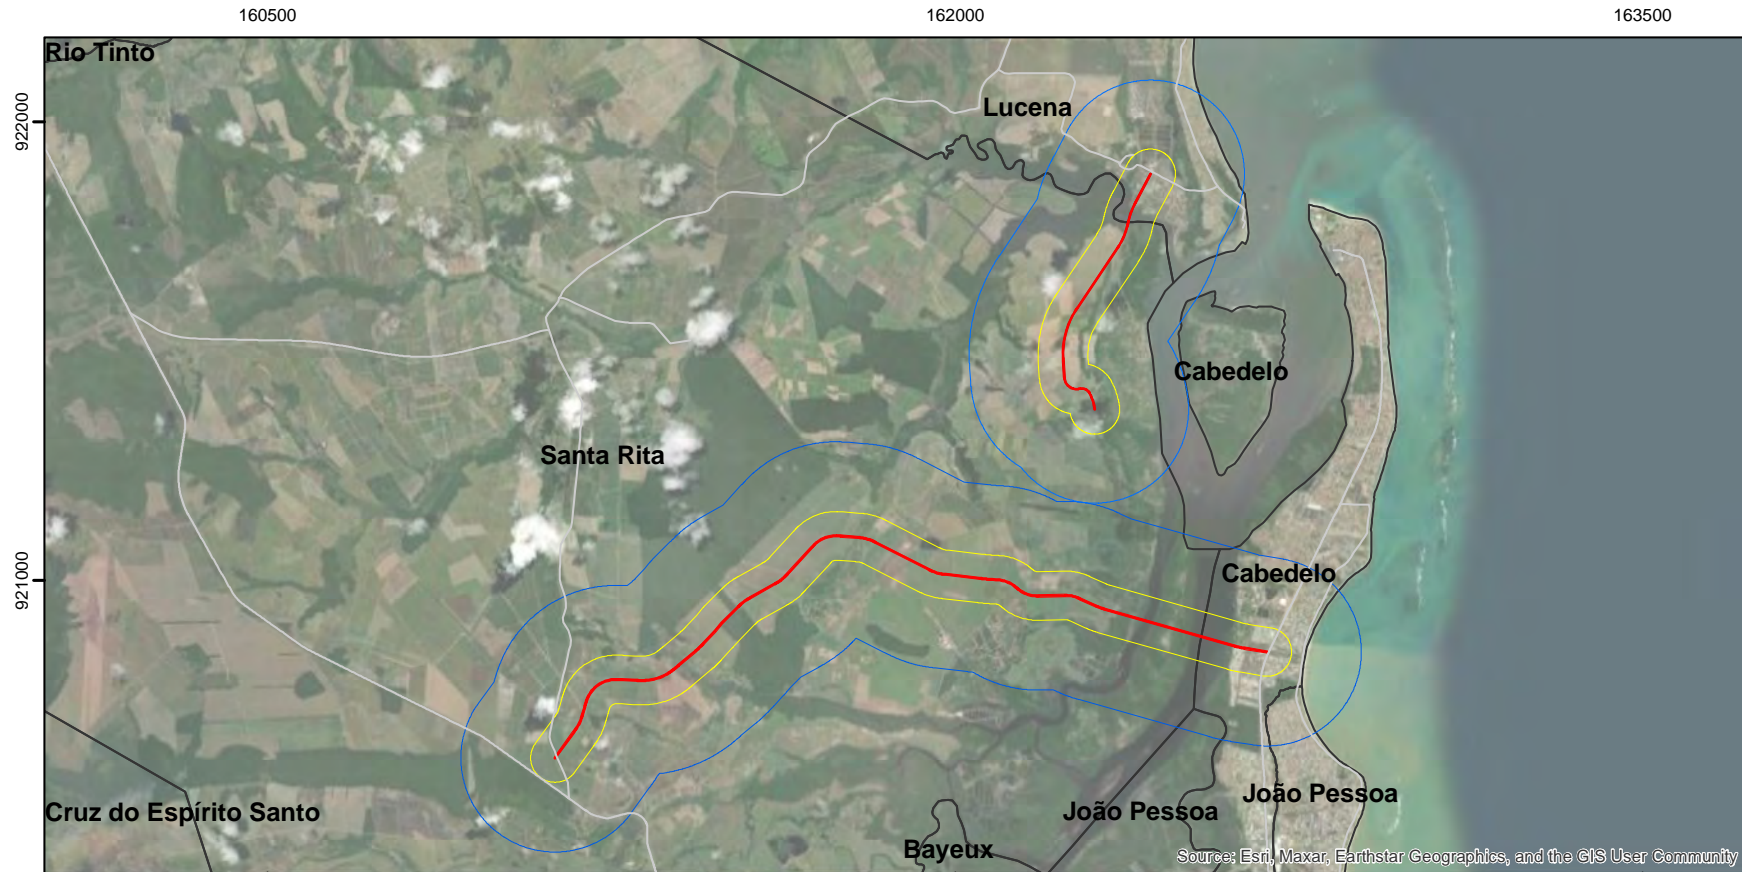 160500
162000
163500
Rio Tinto
Lucena
922000
Cabedelo
Santa Rita
921000
Cabedelo
João Pessoa
Cruz do Espírito Santo
João Pessoa
Bayeux
Source: Esri, Maxar, Earthstar Geographics, and the GIS User Community